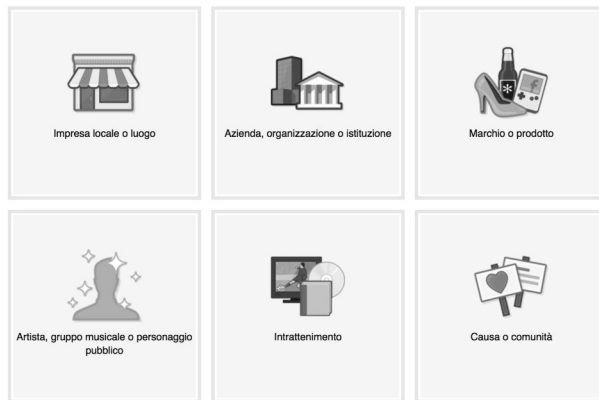 Impresa locale o luogo
Azienda, organizzazione o istituzione
Marchio o prodotto
Artista, gruppo musicale o personaggio
pubblico
Intrattenimento
Causa o comunità